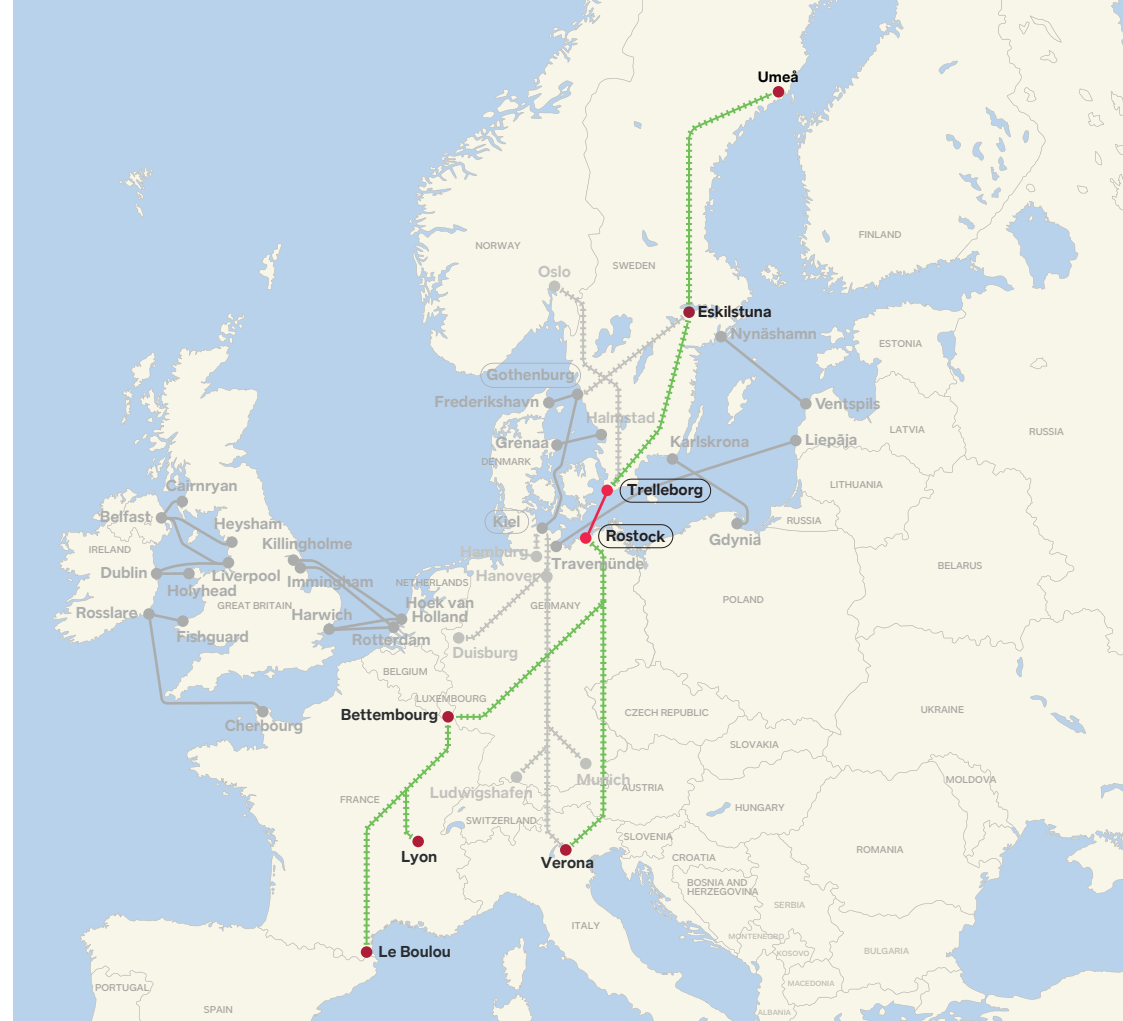 Umeå
FINLAND
NORWAY
SWEDEN
Oslo
Eskilstuna
Nynäshamn
ESTONIA
Gothenburg
Frederikshavn
Ventspils
Halmstad
LATVIA
RUSSIA
Grenaa
Karlskrona
Liepāja
DENMARK
LITHUANIA
Cairnryan
Trelleborg
Belfast
Kiel
RUSSIA
Heysham
Rostock
Gdynia
IRELAND
Killingholme
Hamburg
Travemünde
BELARUS
Dublin
Liverpool
Immingham
NETHERLANDS
Hanover
Holyhead
GREAT BRITAIN
Hoek van
Holland
GERMANY
POLAND
Rosslare
Harwich
Fishguard
Rotterdam
Duisburg
BELGIUM
LUXEMBOURG
Bettembourg
CZECH REPUBLIC
UKRAINE
Cherbourg
SLOVAKIA
Munich
MOLDOVA
Ludwigshafen
AUSTRIA
FRANCE
HUNGARY
SWITZERLAND
SLOVENIA
Lyon
Verona
CROATIA
ROMANIA
BOSNIA AND
HERZEGOVINA
SERBIA
ITALY
MONTENEGRO
KOSOVO
BULGARIA
Le Boulou
MACEDONIA
PORTUGAL
SPAIN
ALBANIA